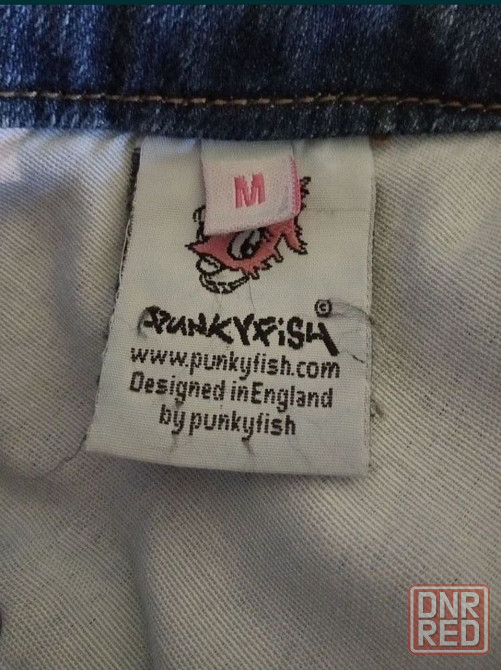 M
©
PUNKYFiSH
www.punkyfish.com
Designed in England
by punkyfish
DNR
RED